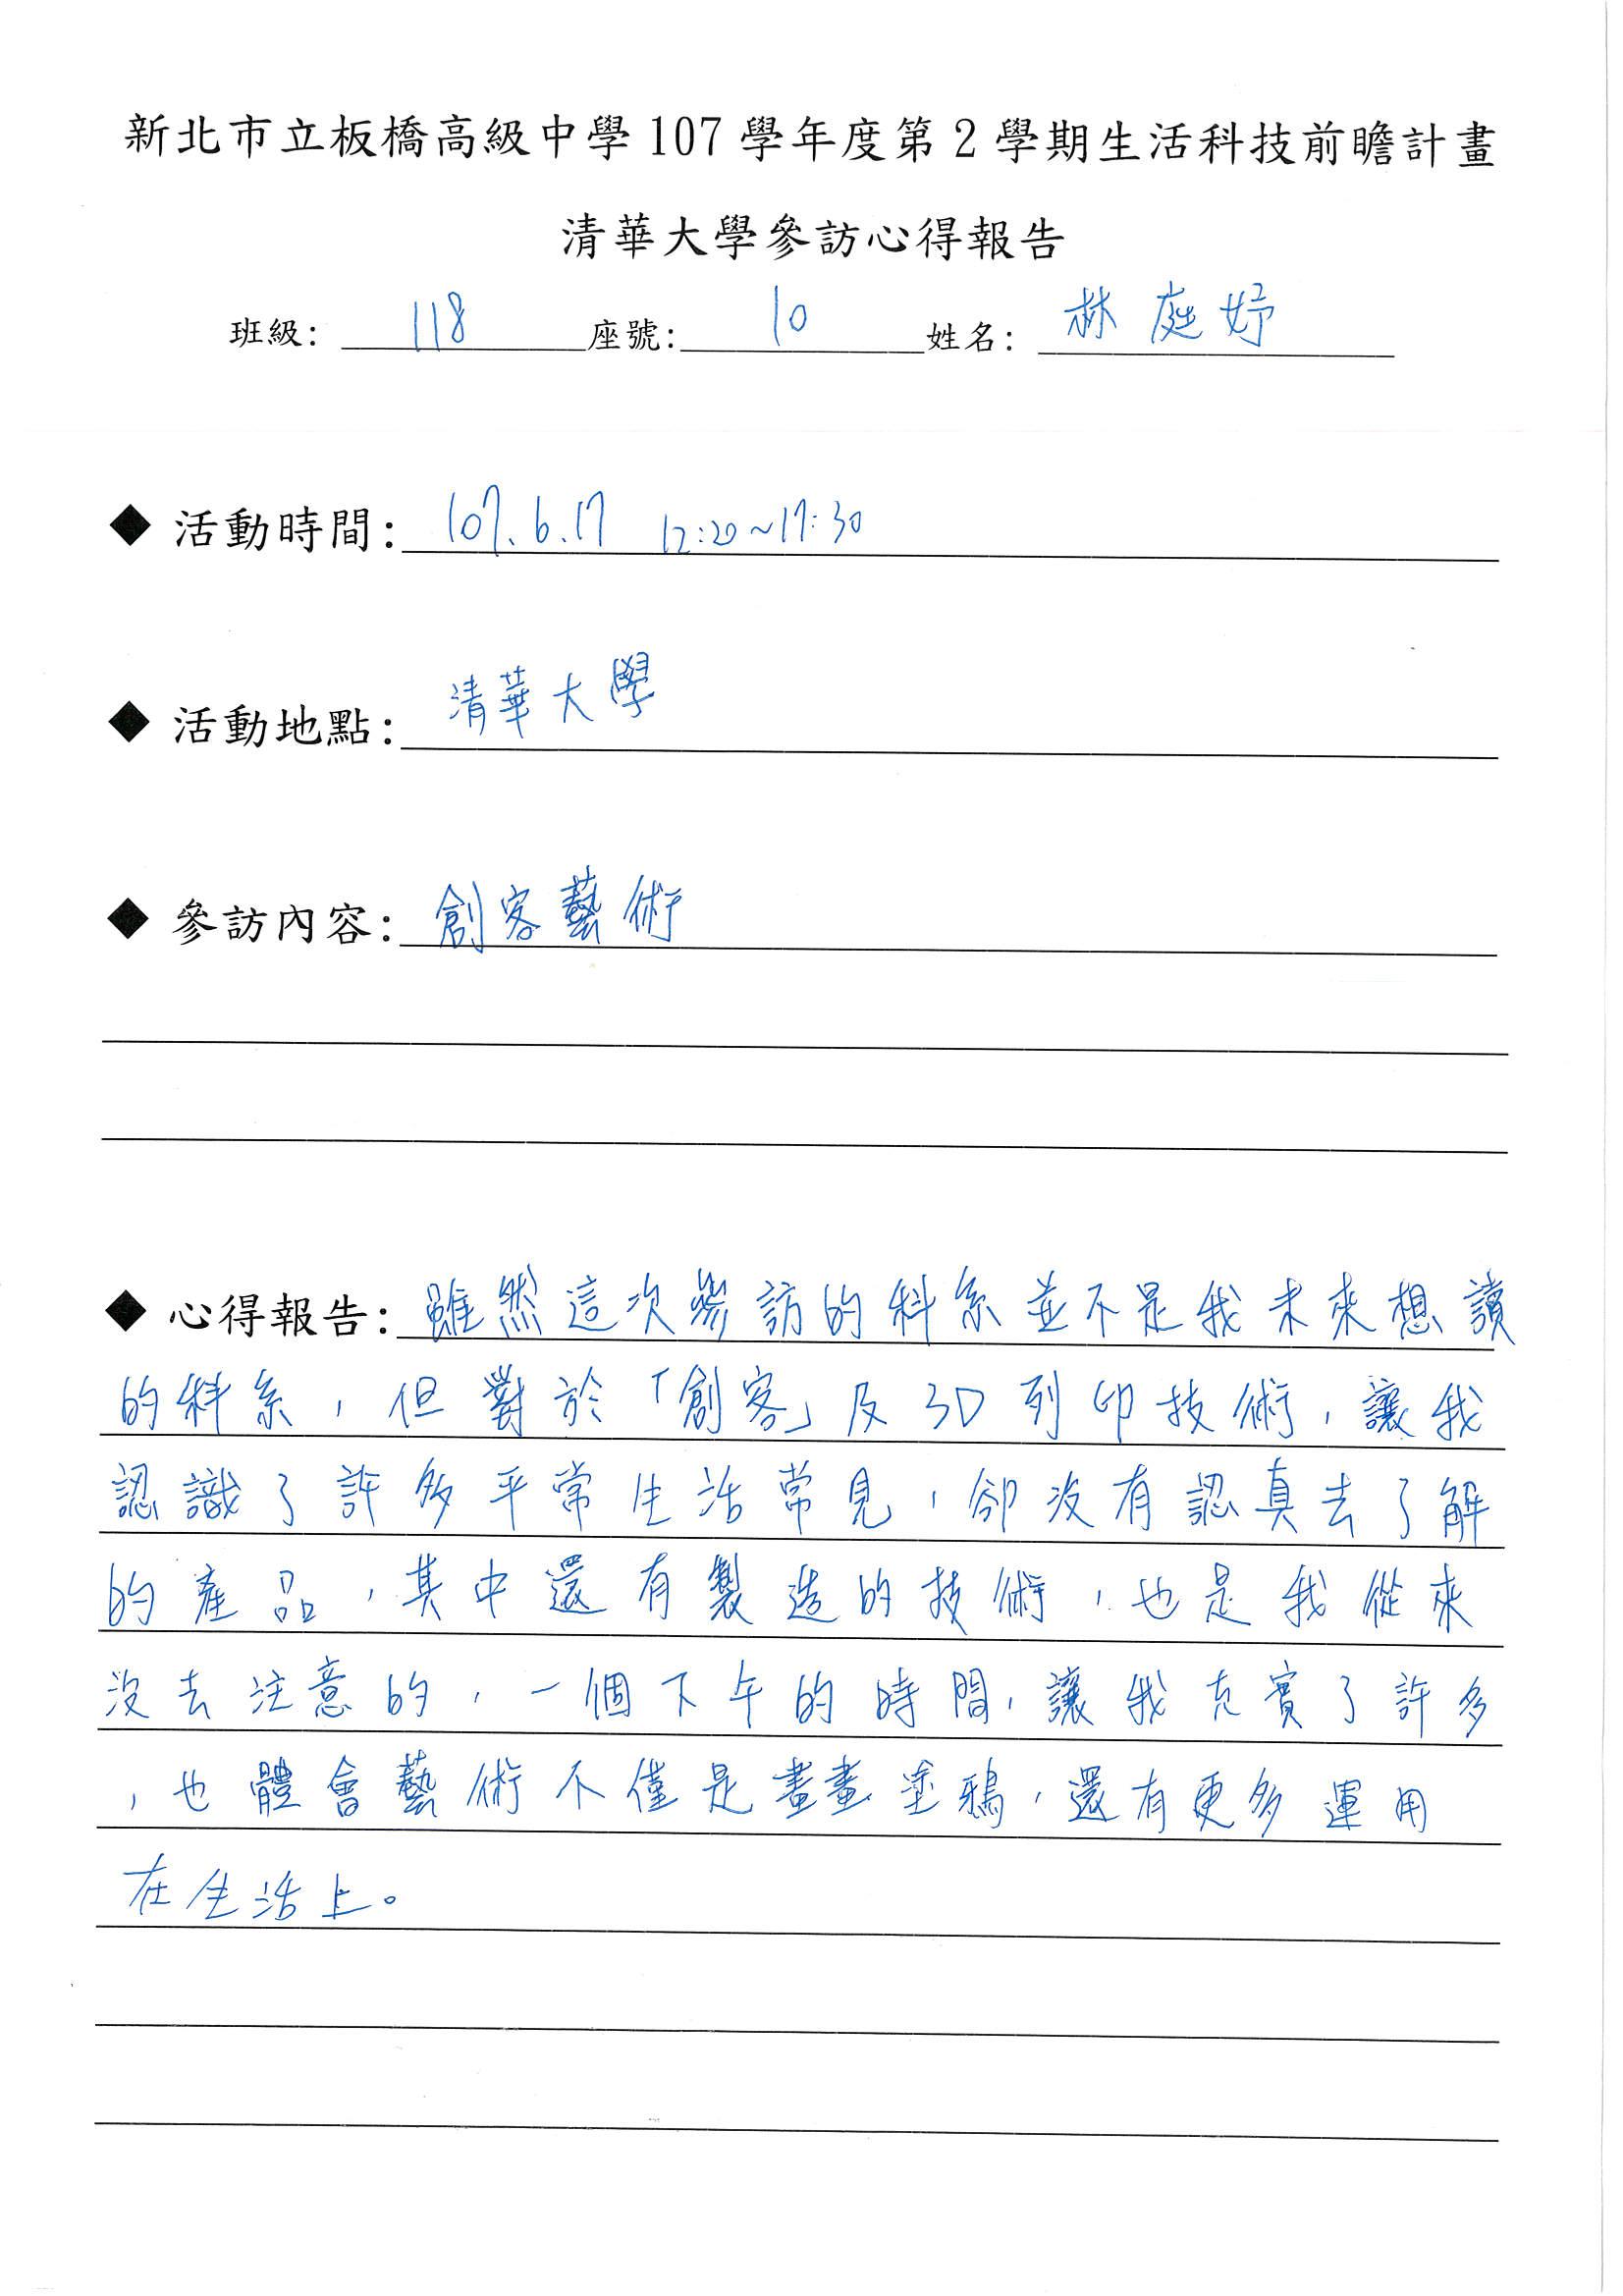 新北市立板橋高級中學107學年度第2學期生活科技前瞻計畫
清華大學參訪心得報告
班級：118 座號：10 姓名：林庭妤
◆ 活動時間：107.6.17 12:20~17:30
◆ 活動地點：清華大學
◆ 參訪內容：創客藝術
◆ 心得報告：雖然這次參訪的科系並不是我未來想讀
的科系，但對於「創客」及3D列印技術，讓我
認識了許多平常生活常見，卻沒有認真去了解
的產品，其中還有製造的技術，也是我從來
沒去注意的，一個下午的時間，讓我充實了許多
，也體會藝術不僅是畫畫塗鴉，還有更多運用
在生活上。